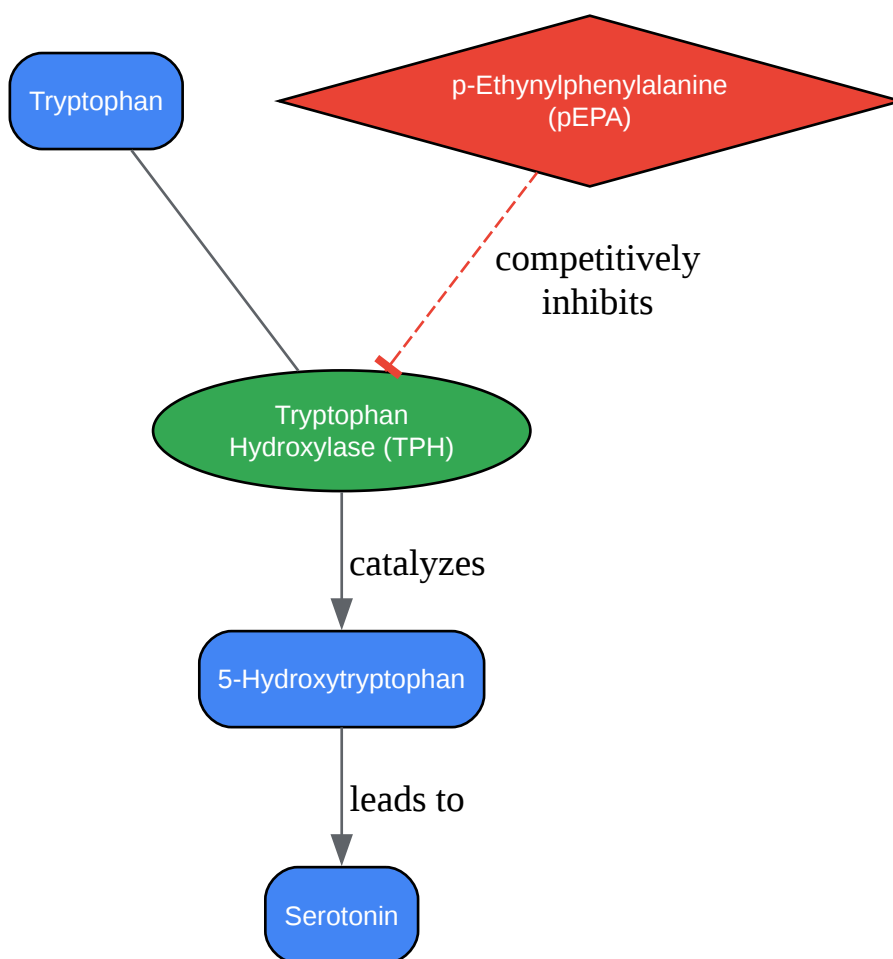 Tryptophan
p-Ethynylphenylalanine
(pEPA)
competitively
inhibits
Tryptophan
Hydroxylase (TPH)
catalyzes
5-Hydroxytryptophan
leads to
Serotonin